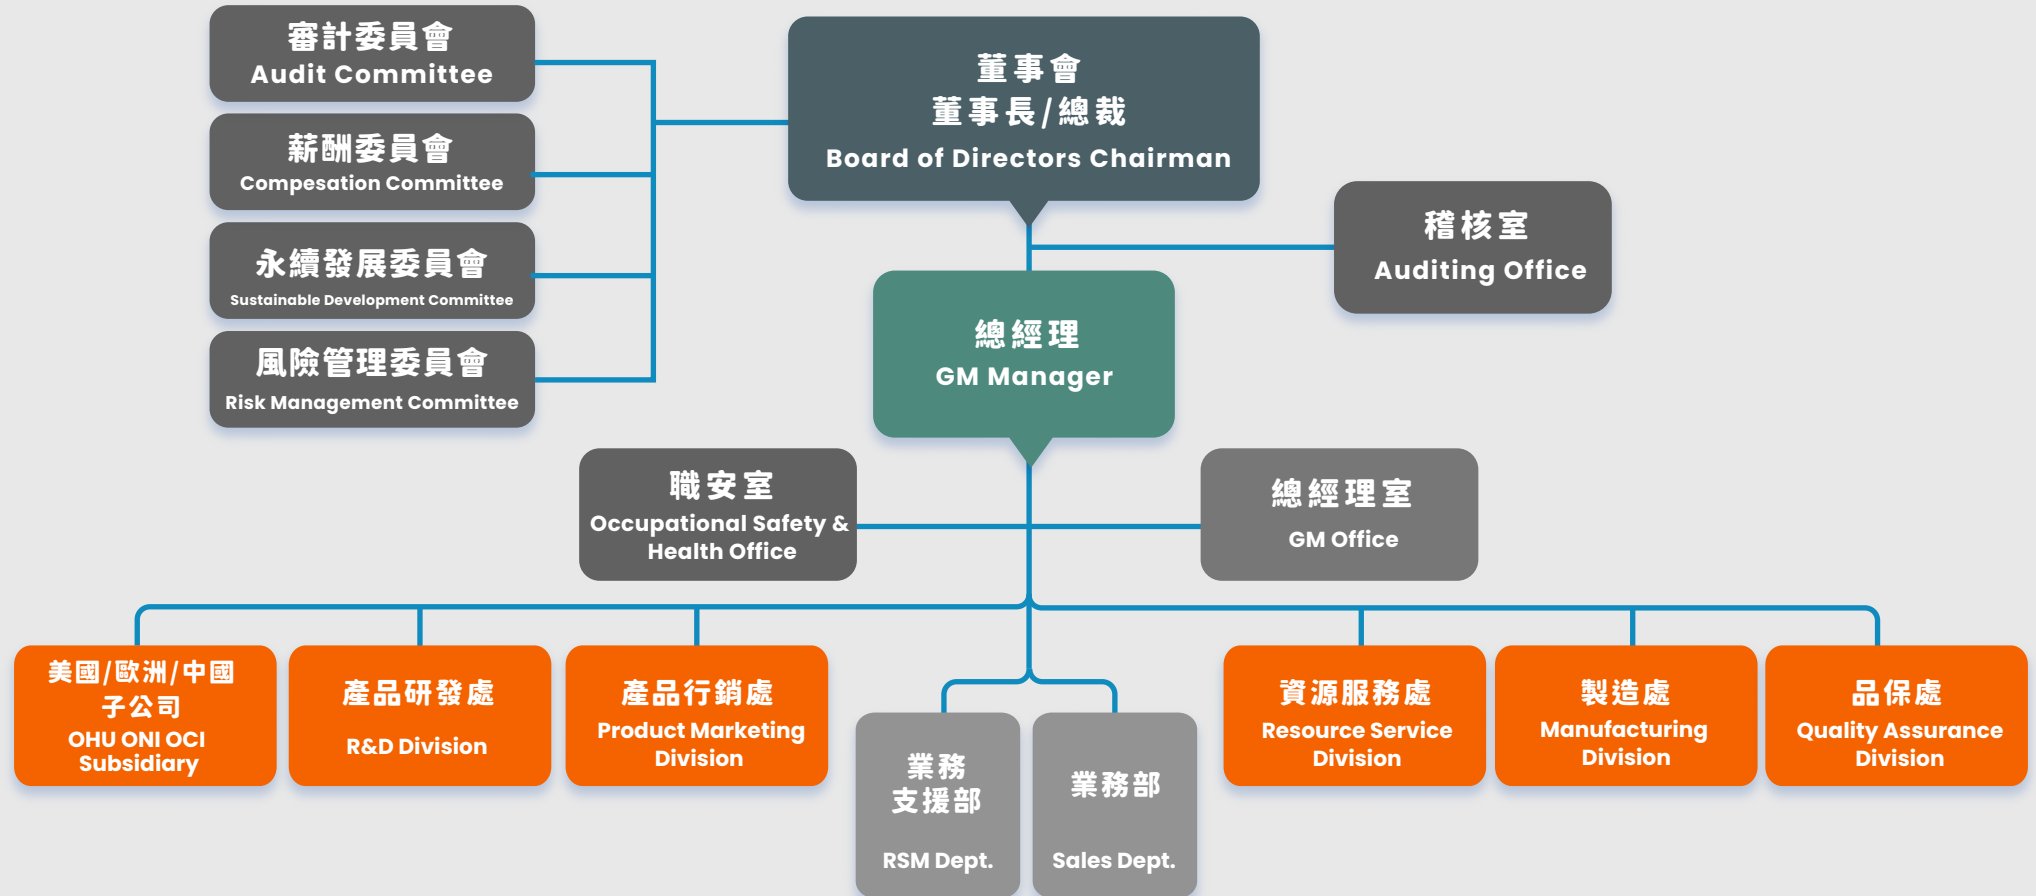 審計委員會
Audit Committee
薪酬委員會
Compesation Committee
永續發展委員會
Sustainable Development Committee
風險管理委員會
Risk Management Committee
董事會
董事長/總裁
Board of Directors Chairman
稽核室
Auditing Office
總經理
GM Manager
職安室
Occupational Safety &
Health Office
總經理室
GM Office
美國/歐洲/中國
子公司
OHU ONI OCI
Subsidiary
產品研發處
R&D Division
產品行銷處
Product Marketing
Division
業務
支援部
RSM Dept.
業務部
Sales Dept.
資源服務處
Resource Service
Division
製造處
Manufacturing
Division
品保處
Quality Assurance
Division